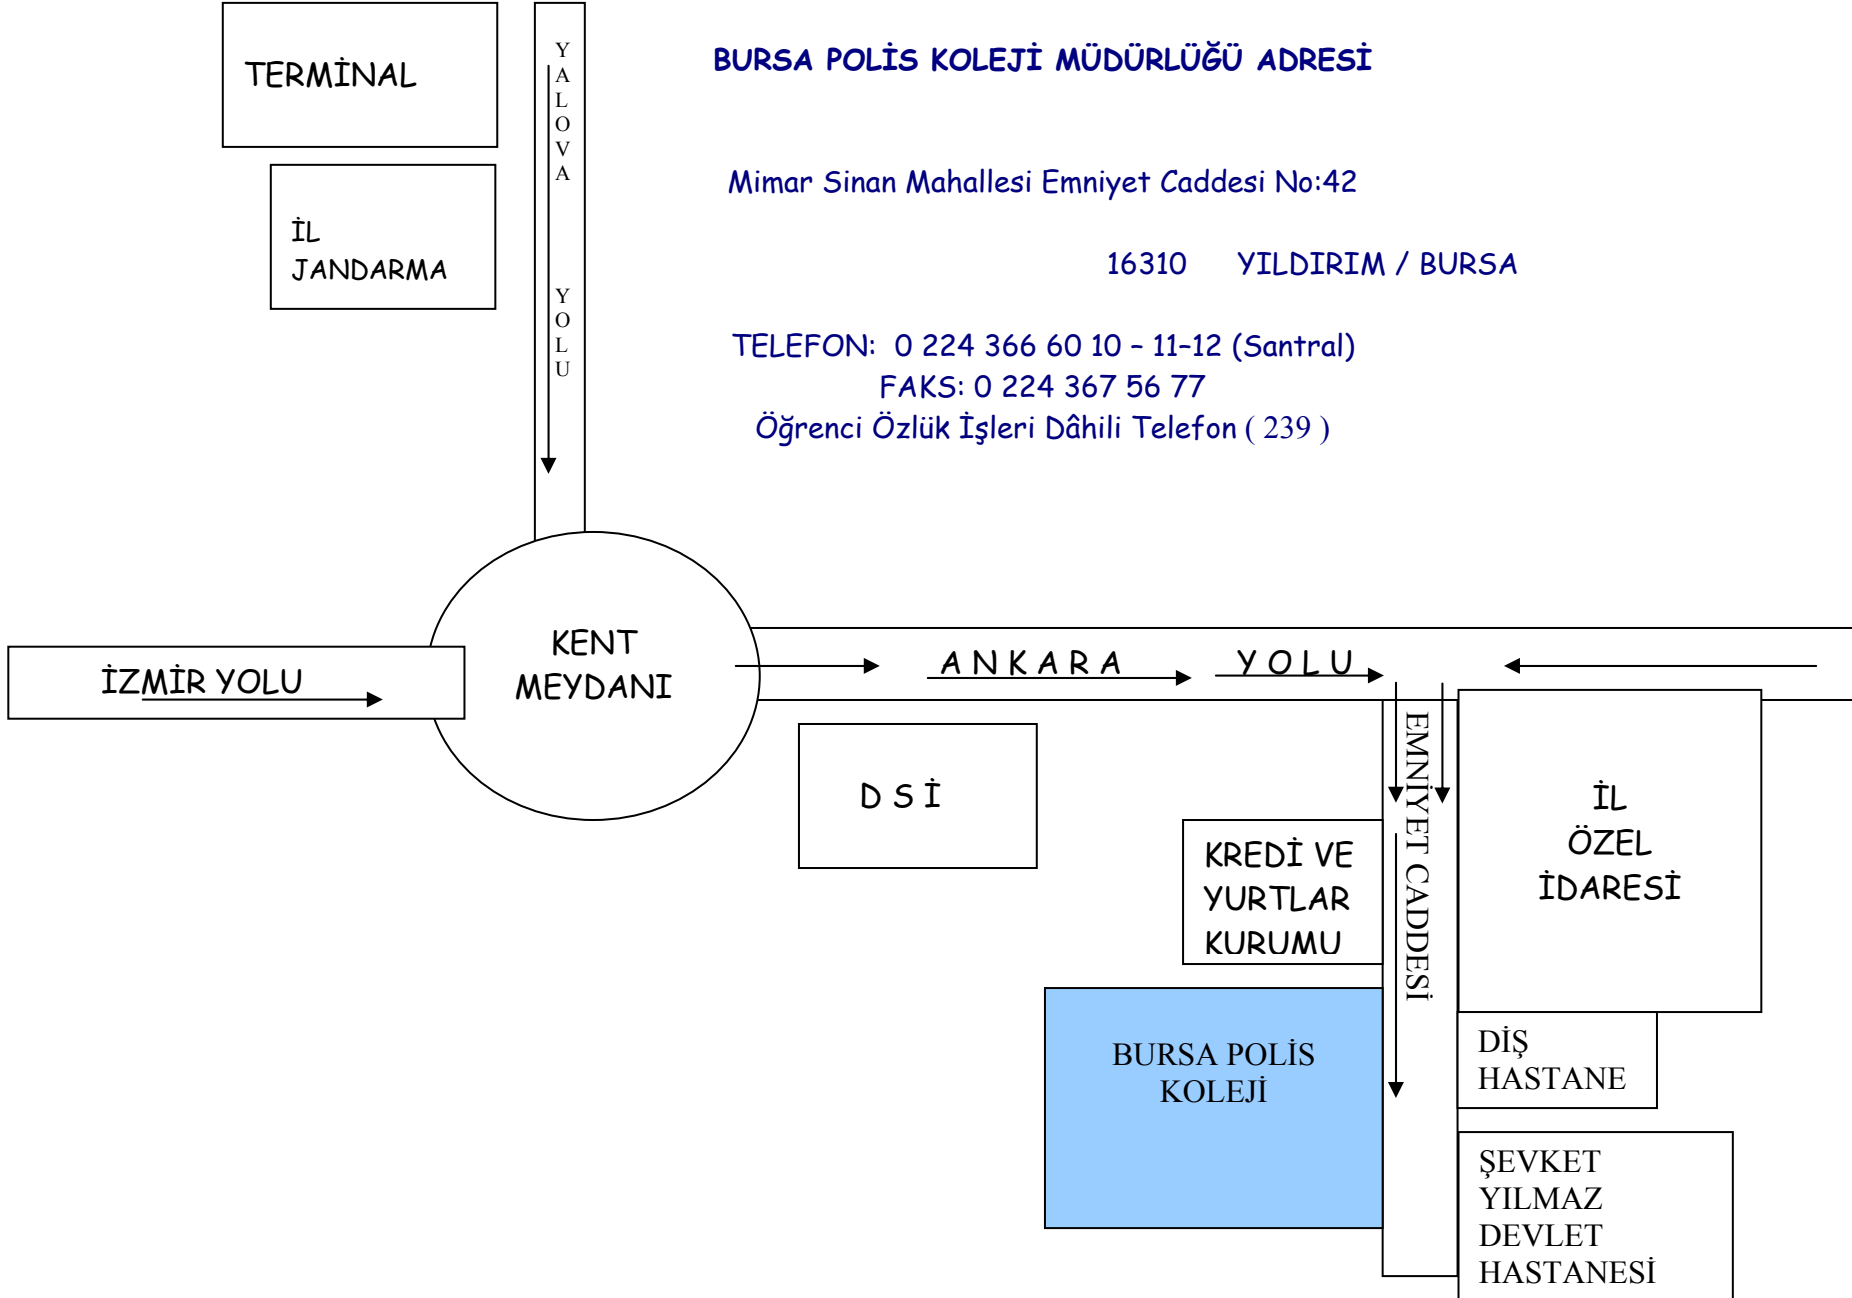 TERMİNAL
YALOVA YOLU
BURSA POLİS KOLEJİ MÜDÜRLÜĞÜ ADRESİ
Mimar Sinan Mahallesi Emniyet Caddesi No:42
İL
JANDARMA
16310 YILDIRIM / BURSA
TELEFON: 0 224 366 60 10 – 11–12 (Santral)
FAKS: 0 224 367 56 77
Öğrenci Özlük İşleri Dâhili Telefon ( 239 )
İZMİR YOLU
KENT
MEYDANI
A N K A R A Y O L U
D S İ
EMNİYET CADDESİ
KREDİ VE
YURTLAR
KURUMU
İL
ÖZEL
İDARESİ
BURSA POLİS
KOLEJİ
DİŞ
HASTANE
ŞEVKET
YILMAZ
DEVLET
HASTANESİ